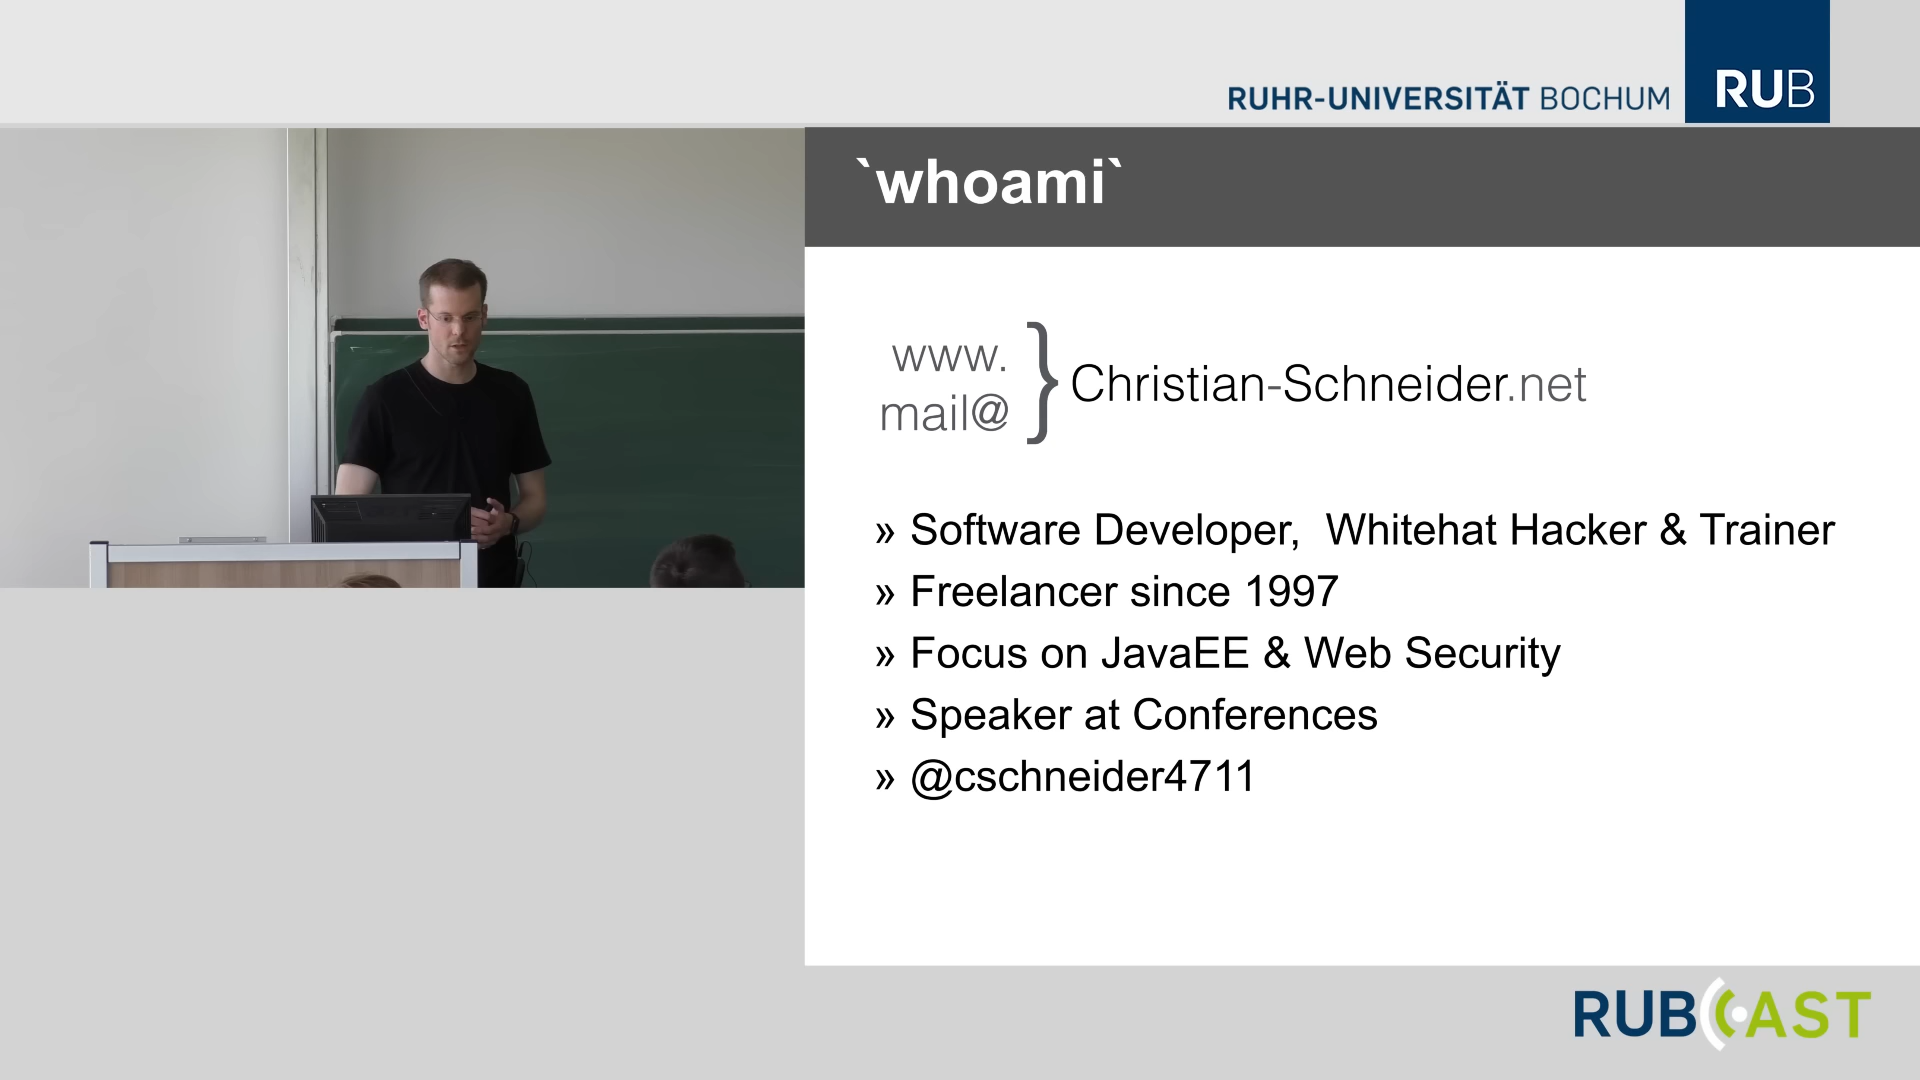 RUHR-UNIVERSITÄT BOCHUM
RUB
`whoami`
www.
mail@
} Christian-Schneider.net
» Software Developer,  Whitehat Hacker & Trainer
» Freelancer since 1997
» Focus on JavaEE & Web Security
» Speaker at Conferences
» @cschneider4711
RUBCAST